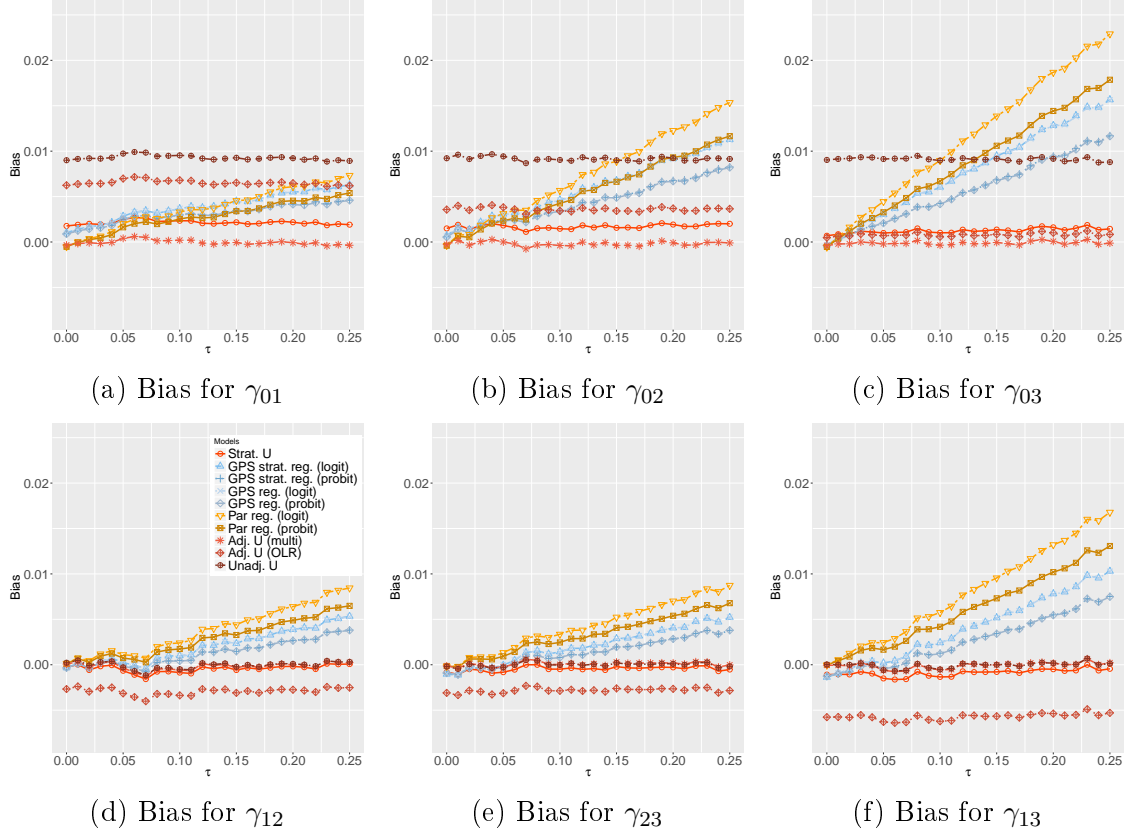 0.02
0.01
0.00
Bias
0.00 0.05 0.10 0.15 0.20 0.25
τ
(a) Bias for γ01
0.02
0.01
0.00
Bias
0.00 0.05 0.10 0.15 0.20 0.25
τ
(b) Bias for γ02
0.02
0.01
0.00
Bias
0.00 0.05 0.10 0.15 0.20 0.25
τ
(c) Bias for γ03
0.02
0.01
0.00
Bias
Models
Strat. U
GPS strat. reg. (logit)
GPS strat. reg. (probit)
GPS reg. (logit)
GPS reg. (probit)
Par reg. (logit)
Par reg. (probit)
Adj. U (multi)
Adj. U (OLR)
Unadj. U
0.00 0.05 0.10 0.15 0.20 0.25
τ
(d) Bias for γ12
0.02
0.01
0.00
Bias
0.00 0.05 0.10 0.15 0.20 0.25
τ
(e) Bias for γ23
0.02
0.01
0.00
Bias
0.00 0.05 0.10 0.15 0.20 0.25
τ
(f) Bias for γ13